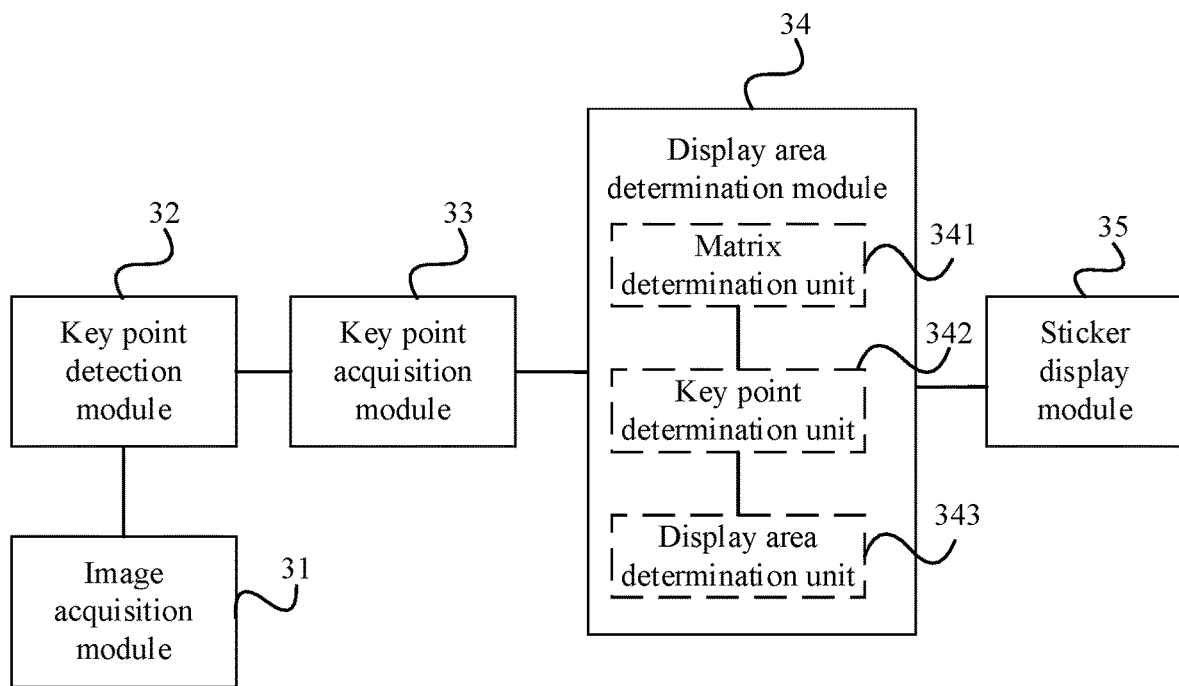 34
Display area
determination module
32
33
Matrix
determination unit
341
35
Key point
detection
module
Key point
acquisition
module
342
Key point
determination unit
Sticker
display
module
343
Display area
determination unit
Image
acquisition
module
31